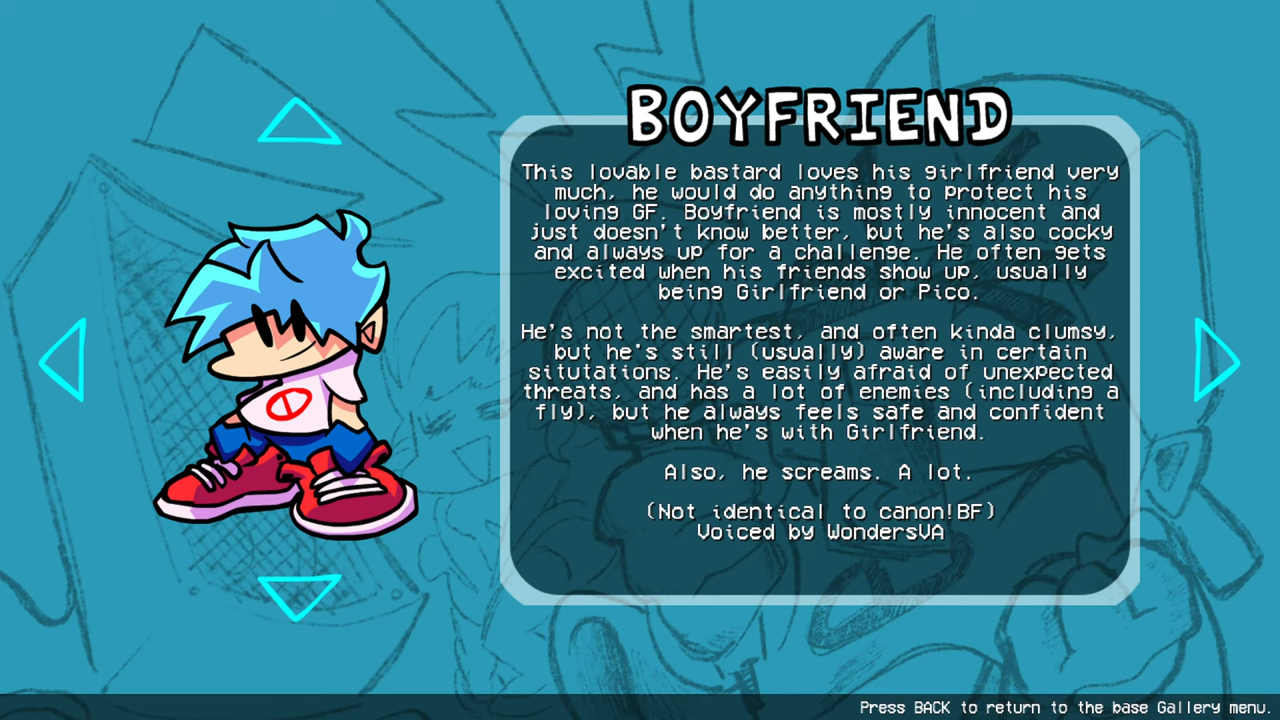 BOYFRIEND
This lovable bastard loves his girlfriend very
much, he would do anything to protect his
loving GF. Boyfriend is mostly innocent and
just doesn't know better, but he's also cocky
and always up for a challenge. He often gets
excited when his friends show up, usually
being Girlfriend or Pico.
He's not the smartest, and often kinda clumsy,
but he's still (usually) aware in certain
situtations. He's easily afraid of unexpected
threats, and has a lot of enemies (including a
fly), but he always feels safe and confident
when he's with Girlfriend.
Also, he screams. A lot.
(Not identical to canon!BF)
Voiced by WondersVA
Press BACK to return to the base Gallery menu.